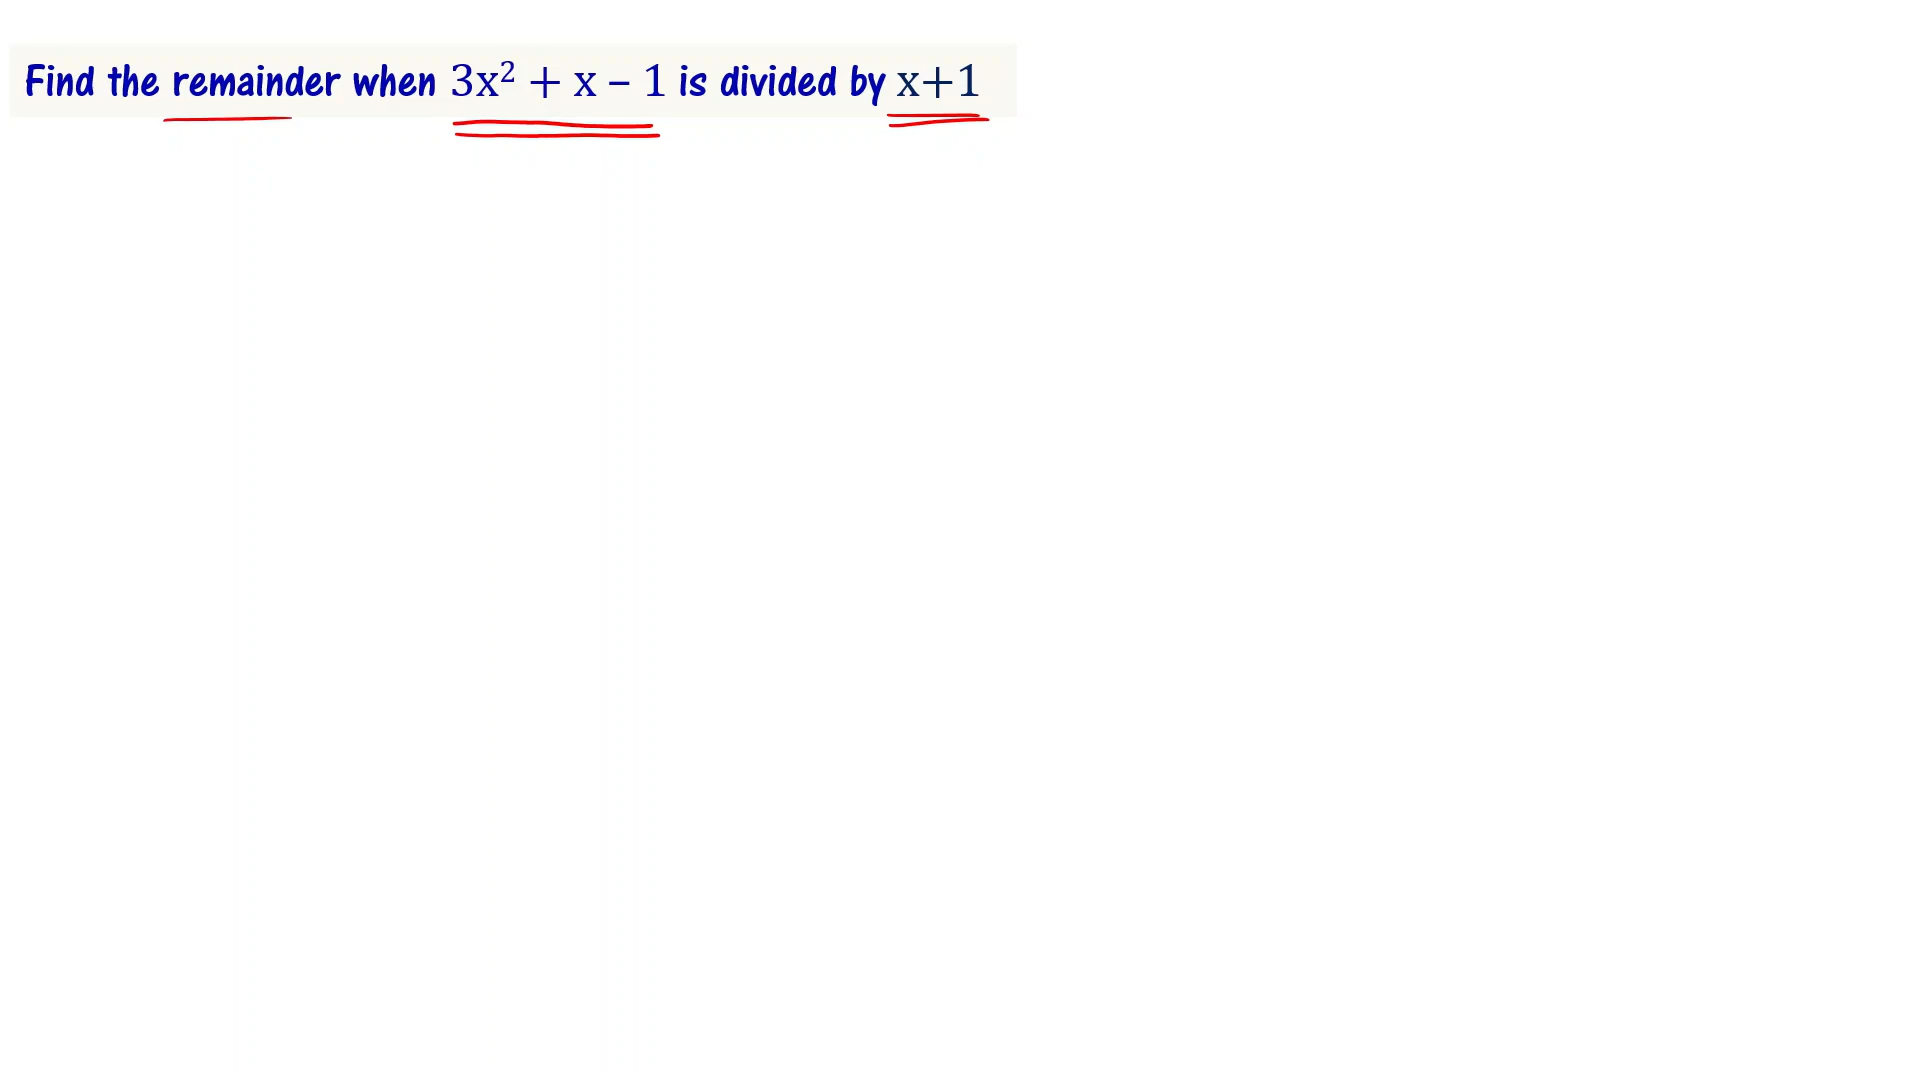 Find the remainder when 3x² + x – 1 is divided by x+1